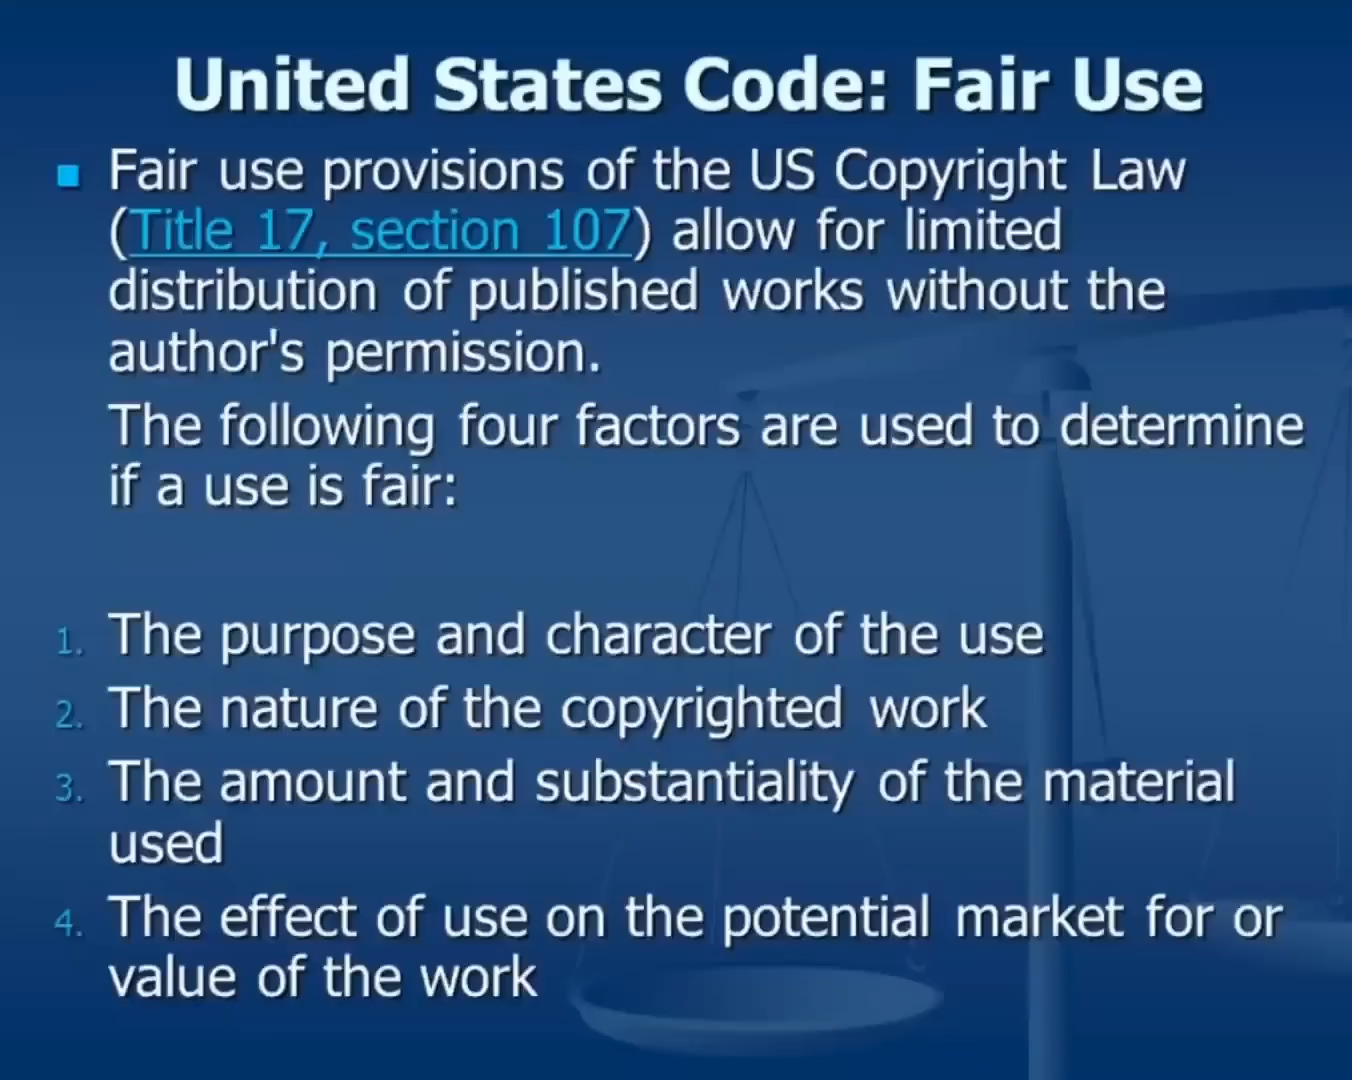 United States Code: Fair Use
Fair use provisions of the US Copyright Law
(Title 17, section 107) allow for limited
distribution of published works without the
author's permission.
The following four factors are used to determine
if a use is fair:
1. The purpose and character of the use
2. The nature of the copyrighted work
3. The amount and substantiality of the material
used
4. The effect of use on the potential market for or
value of the work